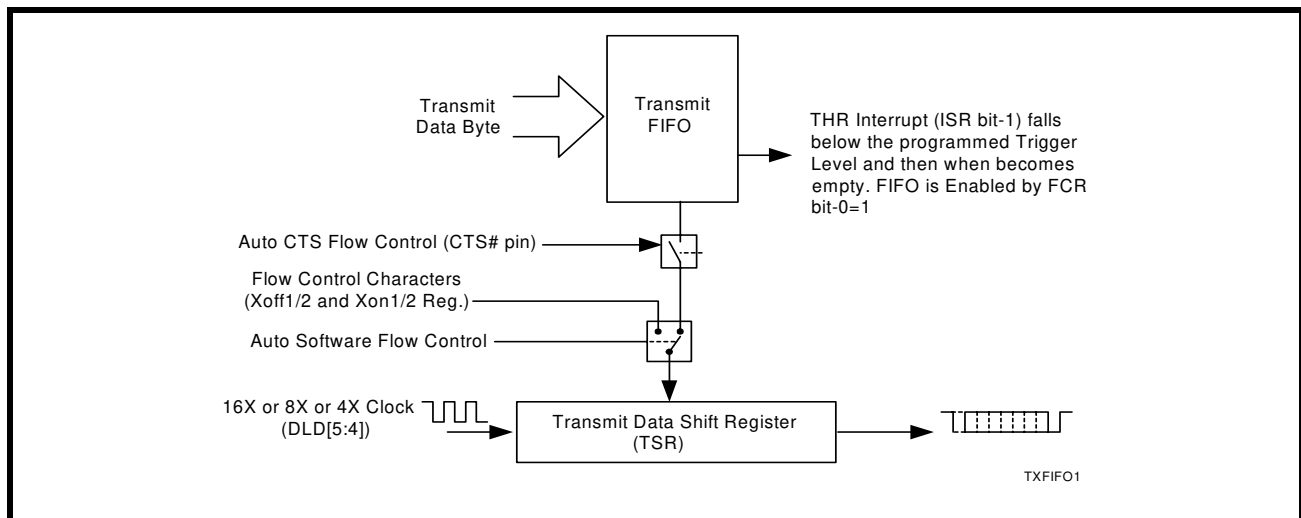 Transmit
Data Byte
Transmit
FIFO
THR Interrupt (ISR bit-1) falls
below the programmed Trigger
Level and then when becomes
empty. FIFO is Enabled by FCR
bit-0=1
Auto CTS Flow Control (CTS# pin)
Flow Control Characters
(Xoff1/2 and Xon1/2 Reg.)
Auto Software Flow Control
16X or 8X or 4X Clock
(DLD[5:4])
Transmit Data Shift Register
(TSR)
TXFIFO1